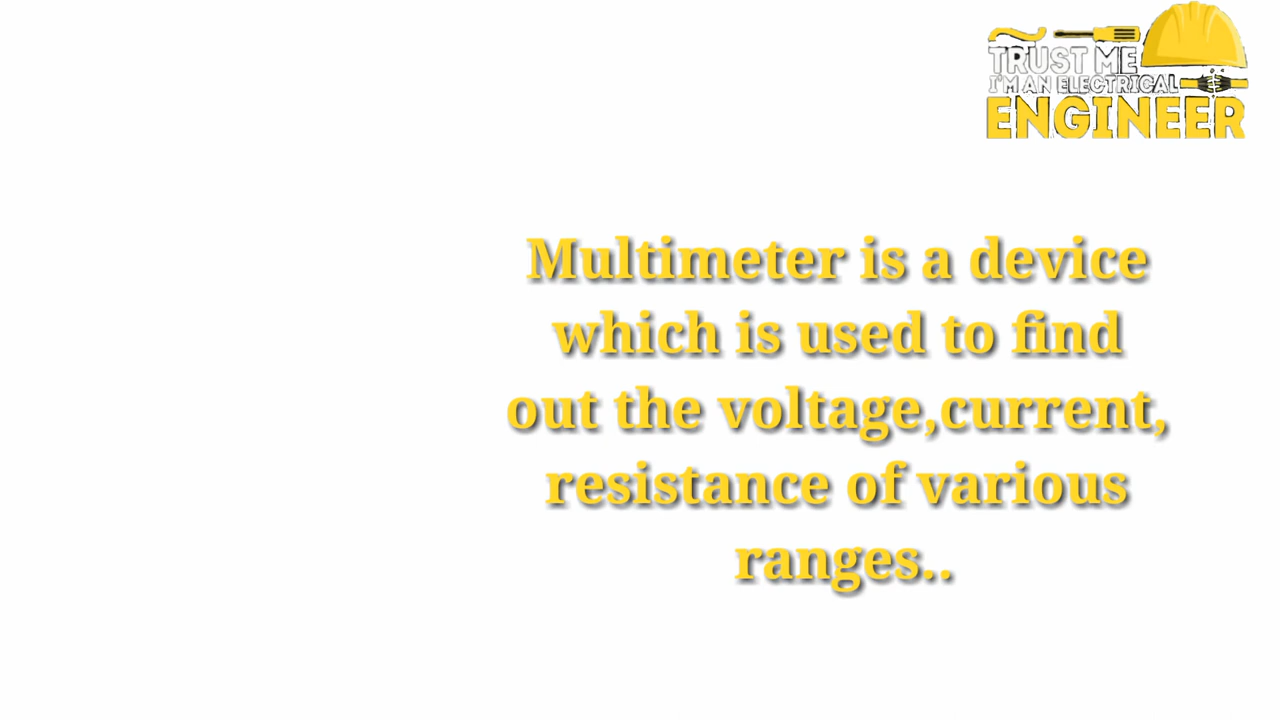 TRUST ME
I'M AN ELECTRICAL
ENGINEER
Multimeter is a device
which is used to find
out the voltage,current,
resistance of various
ranges..